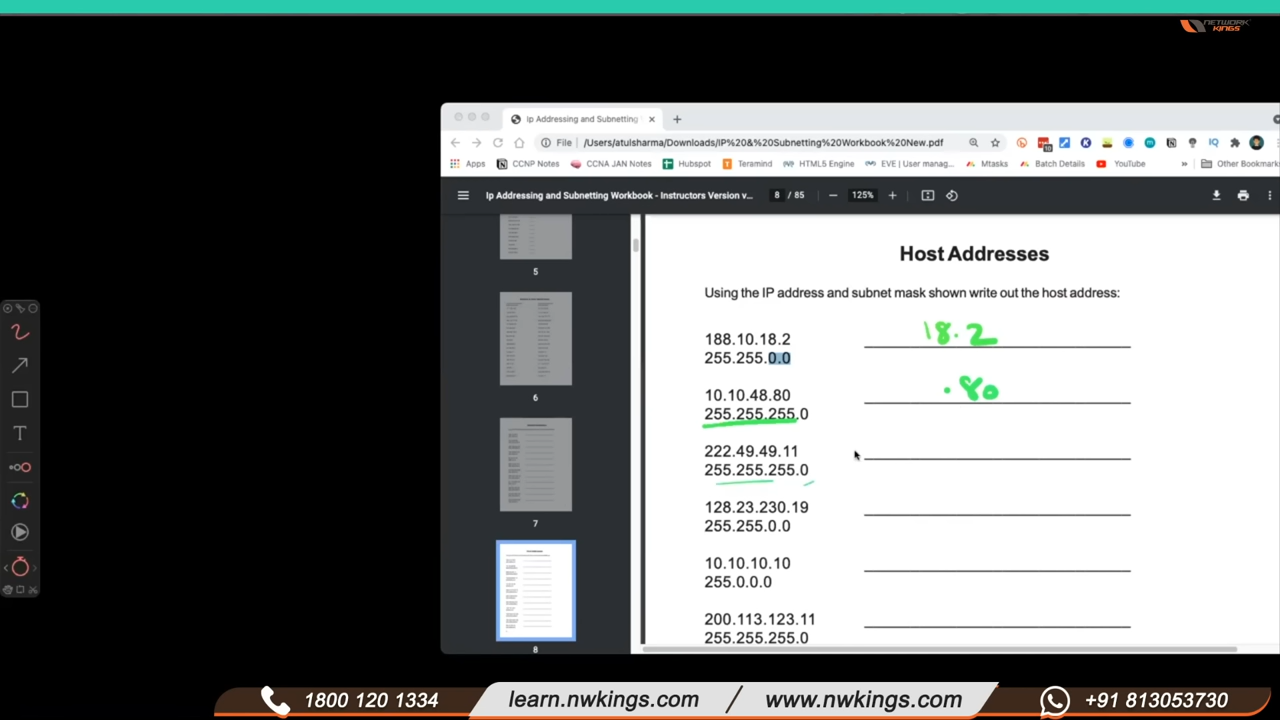 NETWORK
KINGS
Ip Addressing and Subnetting
File
/Users/atulsharma/Downloads/IP%20&%20Subnetting%20Workbook%20New.pdf
Apps
CCNP Notes
CCNA JAN Notes
Hubspot
Teramind
HTML5 Engine
EVE | User manag...
Mtasks
Batch Details
YouTube
»
Other Bookmark
Ip Addressing and Subnetting Workbook - Instructors Version v...
8 / 85
125%
5
6
7
8
Host Addresses
Using the IP address and subnet mask shown write out the host address:
188.10.18.2
18.2
255.255.0.0
10.10.48.80
.80
255.255.255.0
222.49.49.11
255.255.255.0
128.23.230.19
255.255.0.0
10.10.10.10
255.0.0.0
200.113.123.11
255.255.255.0
1800 120 1334
learn.nwkings.com / www.nwkings.com
+91 813053730